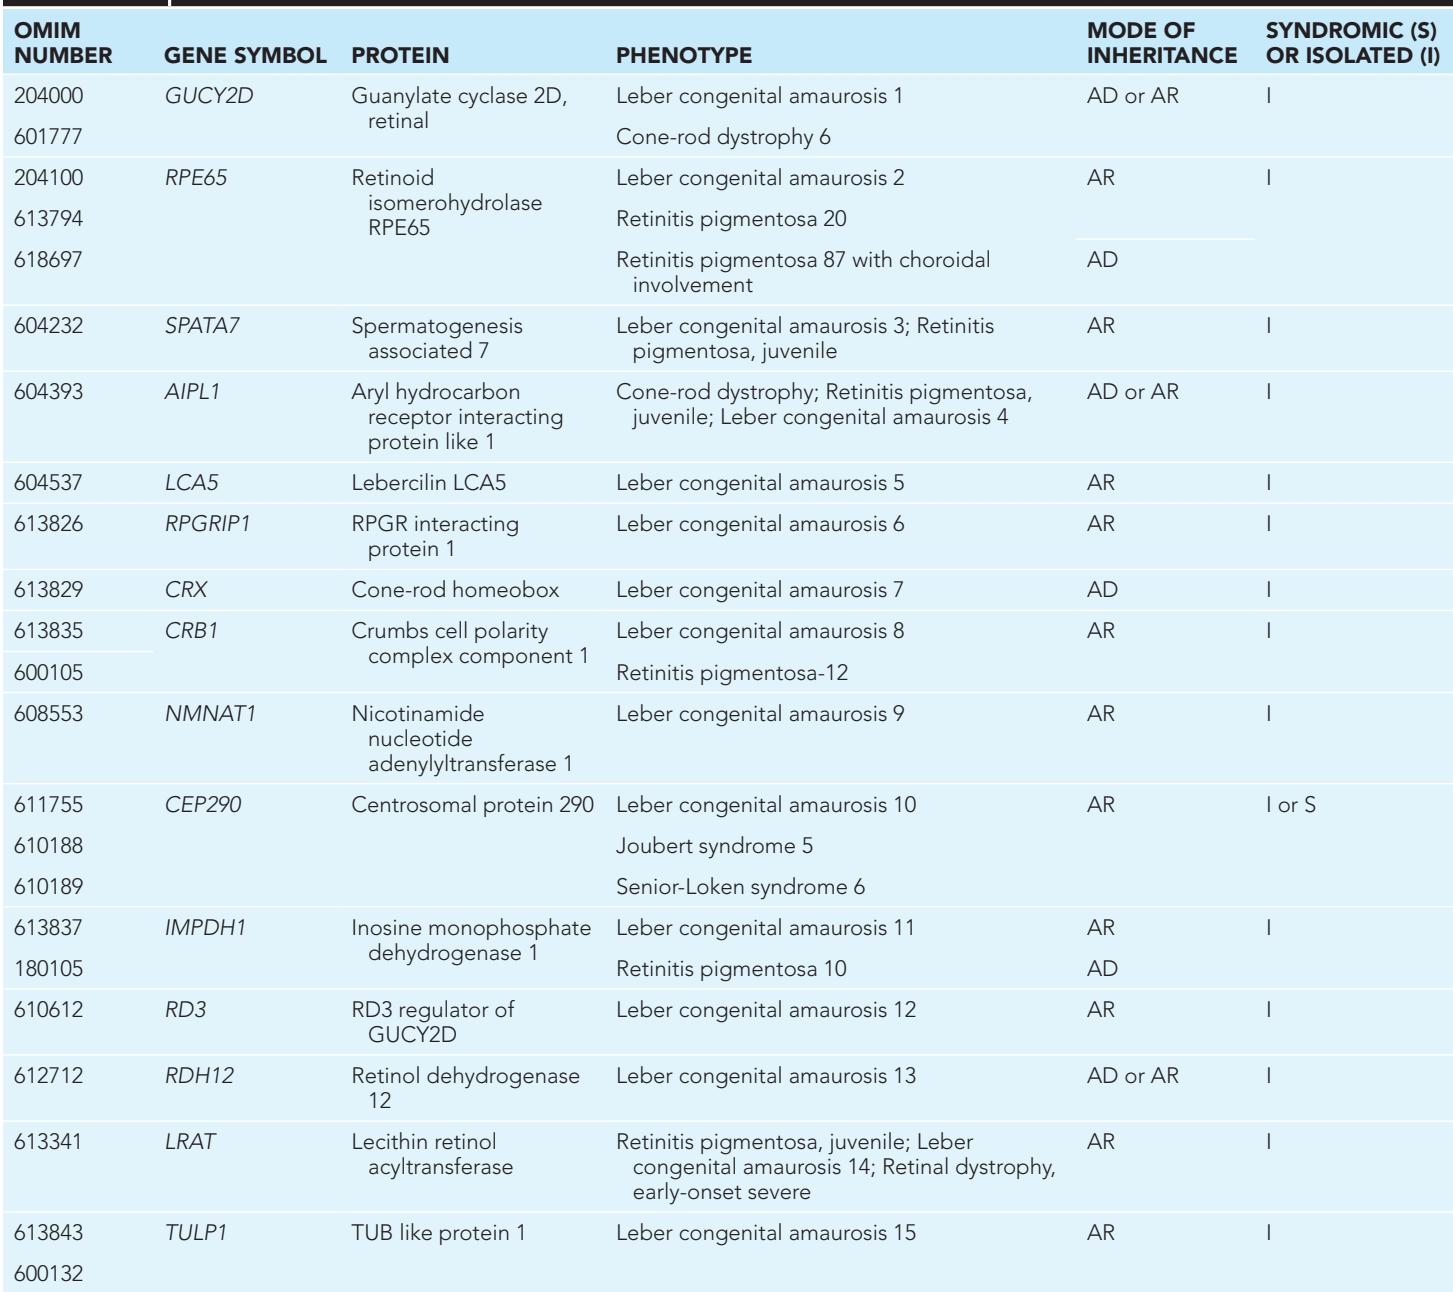 OMIM NUMBER GENE SYMBOL PROTEIN PHENOTYPE MODE OF INHERITANCE SYNDROMIC (S) OR ISOLATED (I)
204000 GUCY2D Guanylate cyclase 2D, Leber congenital amaurosis 1 AD or AR I
retinal
601777 Cone-rod dystrophy 6
204100 RPE65 Retinoid Leber congenital amaurosis 2 AR I
isomerohydrolase
613794 Retinitis pigmentosa 20
RPE65
618697 Retinitis pigmentosa 87 with choroidal AD
involvement
604232 SPATA7 Spermatogenesis Leber congenital amaurosis 3; Retinitis AR I
associated 7 pigmentosa, juvenile
604393 AIPL1 Aryl hydrocarbon Cone-rod dystrophy; Retinitis pigmentosa, AD or AR I
receptor interacting juvenile; Leber congenital amaurosis 4
protein like 1
604537 LCA5 Lebercilin LCA5 Leber congenital amaurosis 5 AR I
613826 RPGRIP1 RPGR interacting Leber congenital amaurosis 6 AR I
protein 1
613829 CRX Cone-rod homeobox Leber congenital amaurosis 7 AD I
613835 CRB1 Crumbs cell polarity Leber congenital amaurosis 8 AR I
complex component 1
600105 Retinitis pigmentosa-12
608553 NMNAT1 Nicotinamide Leber congenital amaurosis 9 AR I
nucleotide
adenylyltransferase 1
611755 CEP290 Centrosomal protein 290 Leber congenital amaurosis 10 AR I or S
610188 Joubert syndrome 5
610189 Senior-Loken syndrome 6
613837 IMPDH1 Inosine monophosphate Leber congenital amaurosis 11 AR I
dehydrogenase 1
180105 Retinitis pigmentosa 10 AD
610612 RD3 RD3 regulator of Leber congenital amaurosis 12 AR I
GUCY2D
612712 RDH12 Retinol dehydrogenase Leber congenital amaurosis 13 AD or AR I
12
613341 LRAT Lecithin retinol Retinitis pigmentosa, juvenile; Leber AR I
acyltransferase congenital amaurosis 14; Retinal dystrophy,
early-onset severe
613843 TULP1 TUB like protein 1 Leber congenital amaurosis 15 AR I
600132